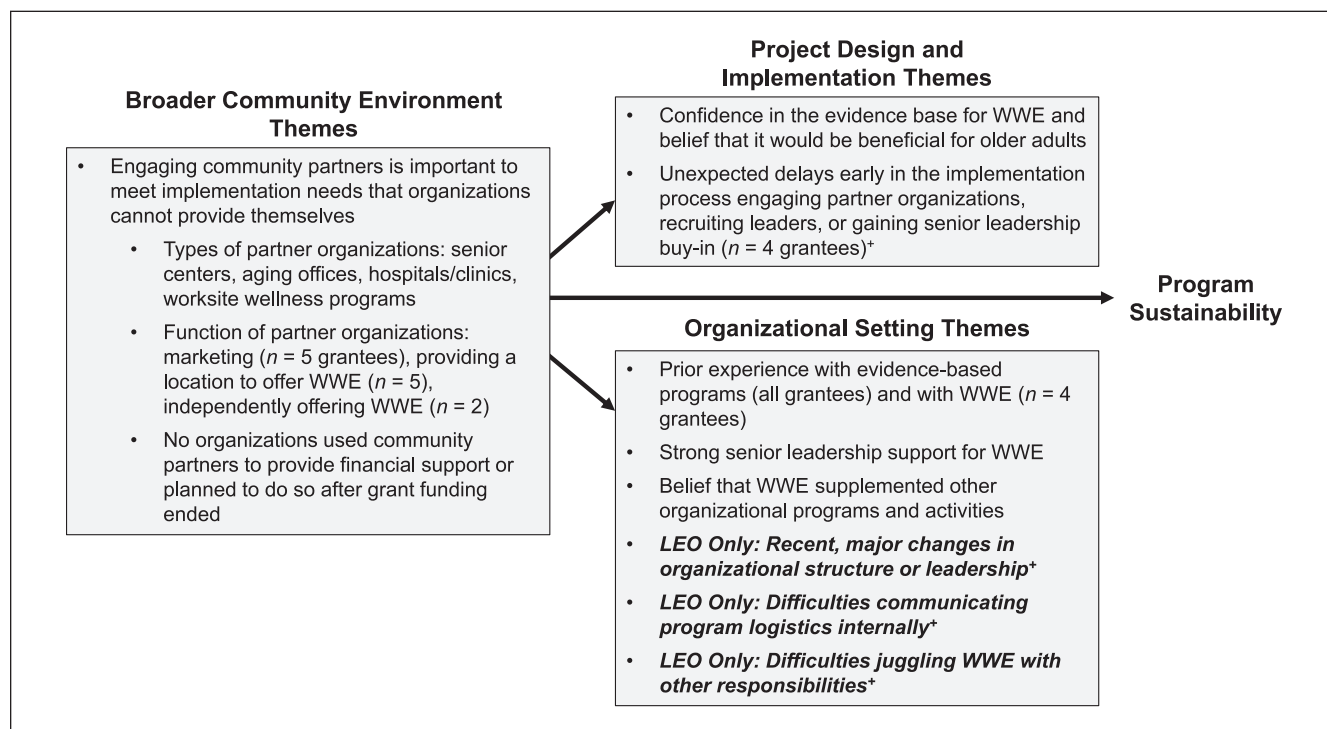 Broader Community Environment
Themes
• Engaging community partners is important to
meet implementation needs that organizations
cannot provide themselves
• Types of partner organizations: senior
centers, aging offices, hospitals/clinics,
worksite wellness programs
• Function of partner organizations:
marketing (n = 5 grantees), providing a
location to offer WWE (n = 5),
independently offering WWE (n = 2)
• No organizations used community
partners to provide financial support or
planned to do so after grant funding
ended
Project Design and
Implementation Themes
• Confidence in the evidence base for WWE and
belief that it would be beneficial for older adults
• Unexpected delays early in the implementation
process engaging partner organizations,
recruiting leaders, or gaining senior leadership
buy-in (n = 4 grantees)⁺
Organizational Setting Themes
• Prior experience with evidence-based
programs (all grantees) and with WWE (n = 4
grantees)
• Strong senior leadership support for WWE
• Belief that WWE supplemented other
organizational programs and activities
• LEO Only: Recent, major changes in
organizational structure or leadership⁺
• LEO Only: Difficulties communicating
program logistics internally⁺
• LEO Only: Difficulties juggling WWE with
other responsibilities⁺
Program
Sustainability